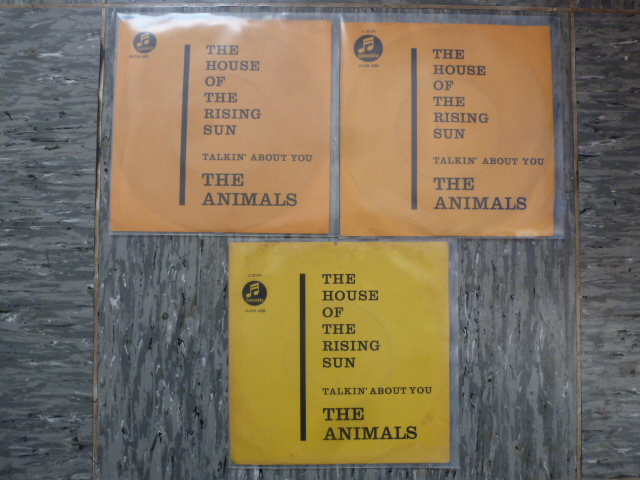 THE
HOUSE
OF
THE
RISING
SUN
TALKIN' ABOUT YOU
THE
ANIMALS
THE
HOUSE
OF
THE
RISING
SUN
TALKIN' ABOUT YOU
THE
ANIMALS
THE
HOUSE
OF
THE
RISING
SUN
TALKIN' ABOUT YOU
THE
ANIMALS